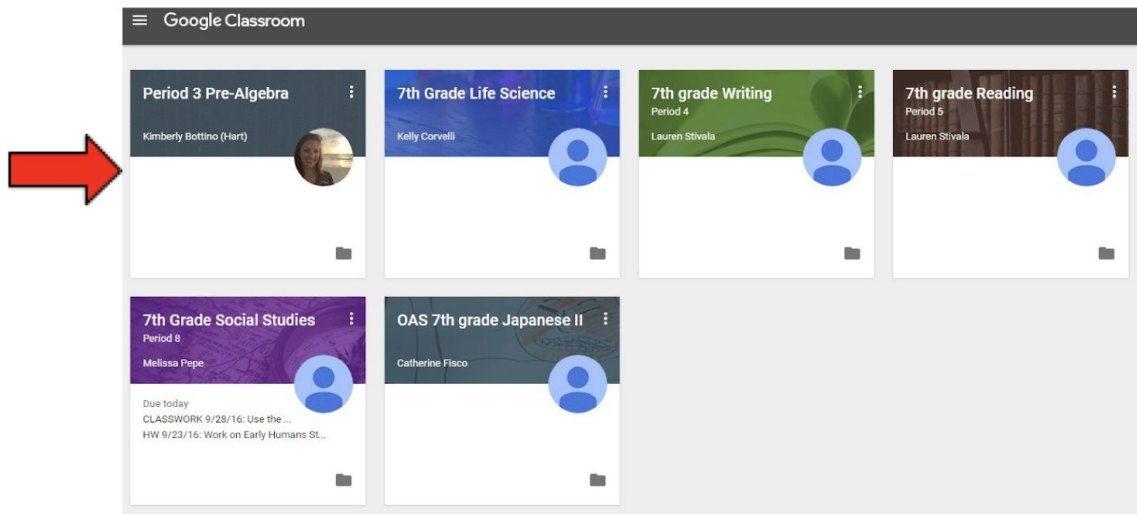 Google Classroom
Period 3 Pre-Algebra
Kimberly Bottino (Hart)
7th Grade Life Science
Kelly Corvelli
7th grade Writing
Period 4
Lauren Stivala
7th grade Reading
Period 5
Lauren Stivala
7th Grade Social Studies
Period 8
Melissa Pepe
Due today
CLASSWORK 9/28/16: Use the ...
HW 9/23/16: Work on Early Humans St...
OAS 7th grade Japanese II
Catherine Fisco